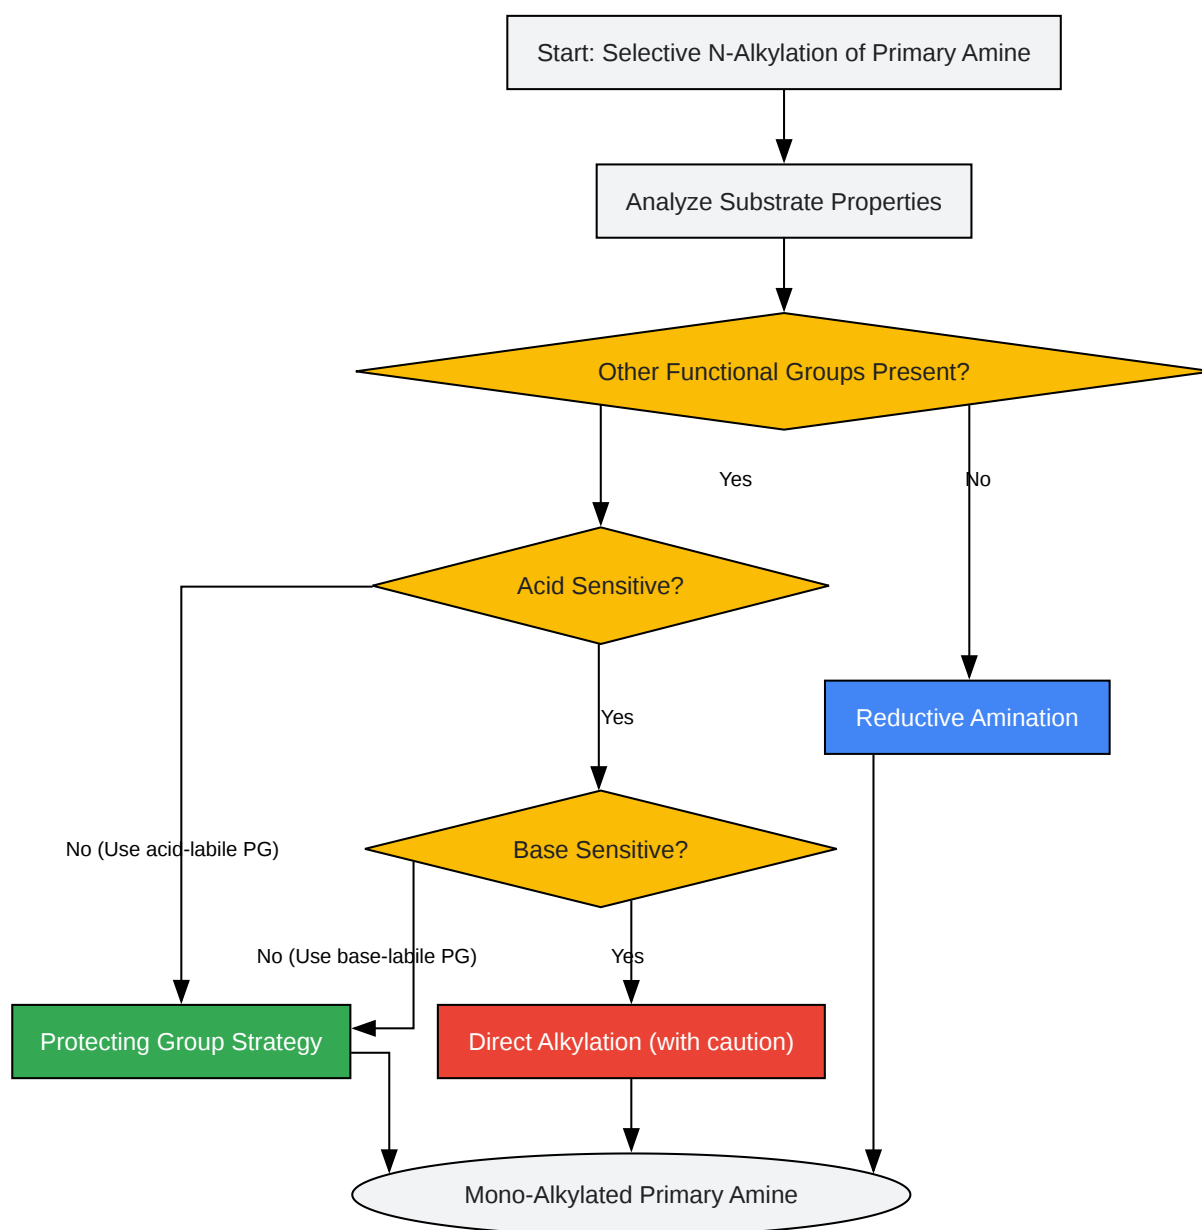 Start: Selective N-Alkylation of Primary Amine
Analyze Substrate Properties
Other Functional Groups Present?
Yes
No
Acid Sensitive?
Yes
Reductive Amination
No (Use acid-labile PG)
Base Sensitive?
No (Use base-labile PG)
Yes
Protecting Group Strategy
Direct Alkylation (with caution)
Mono-Alkylated Primary Amine